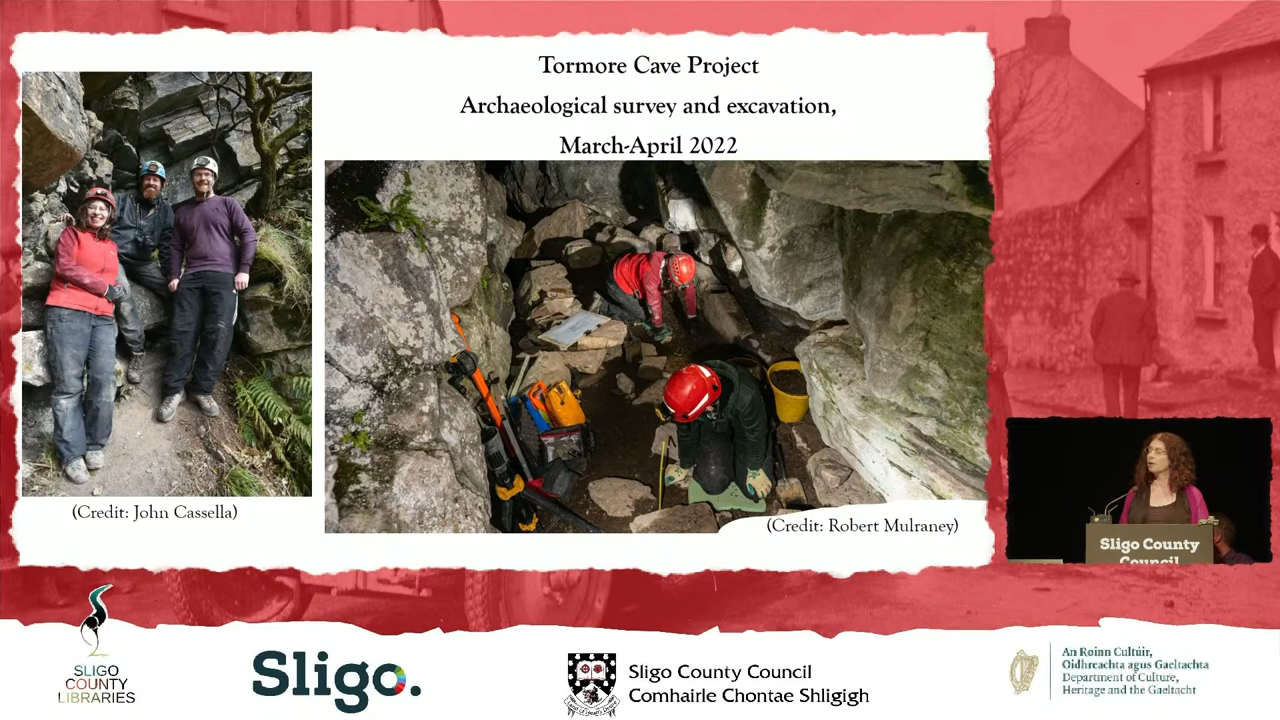 Tormore Cave Project
Archaeological survey and excavation,
March-April 2022
(Credit: John Cassella)
(Credit: Robert Mulraney)
Sligo County
Council
SLIGO
COUNTY
LIBRARIES
Sligo.
Sligo County Council
Comhairle Chontae Shligigh
An Roinn Cultúir,
Oidhreachta agus Gaeltachta
Department of Culture,
Heritage and the Gaeltacht